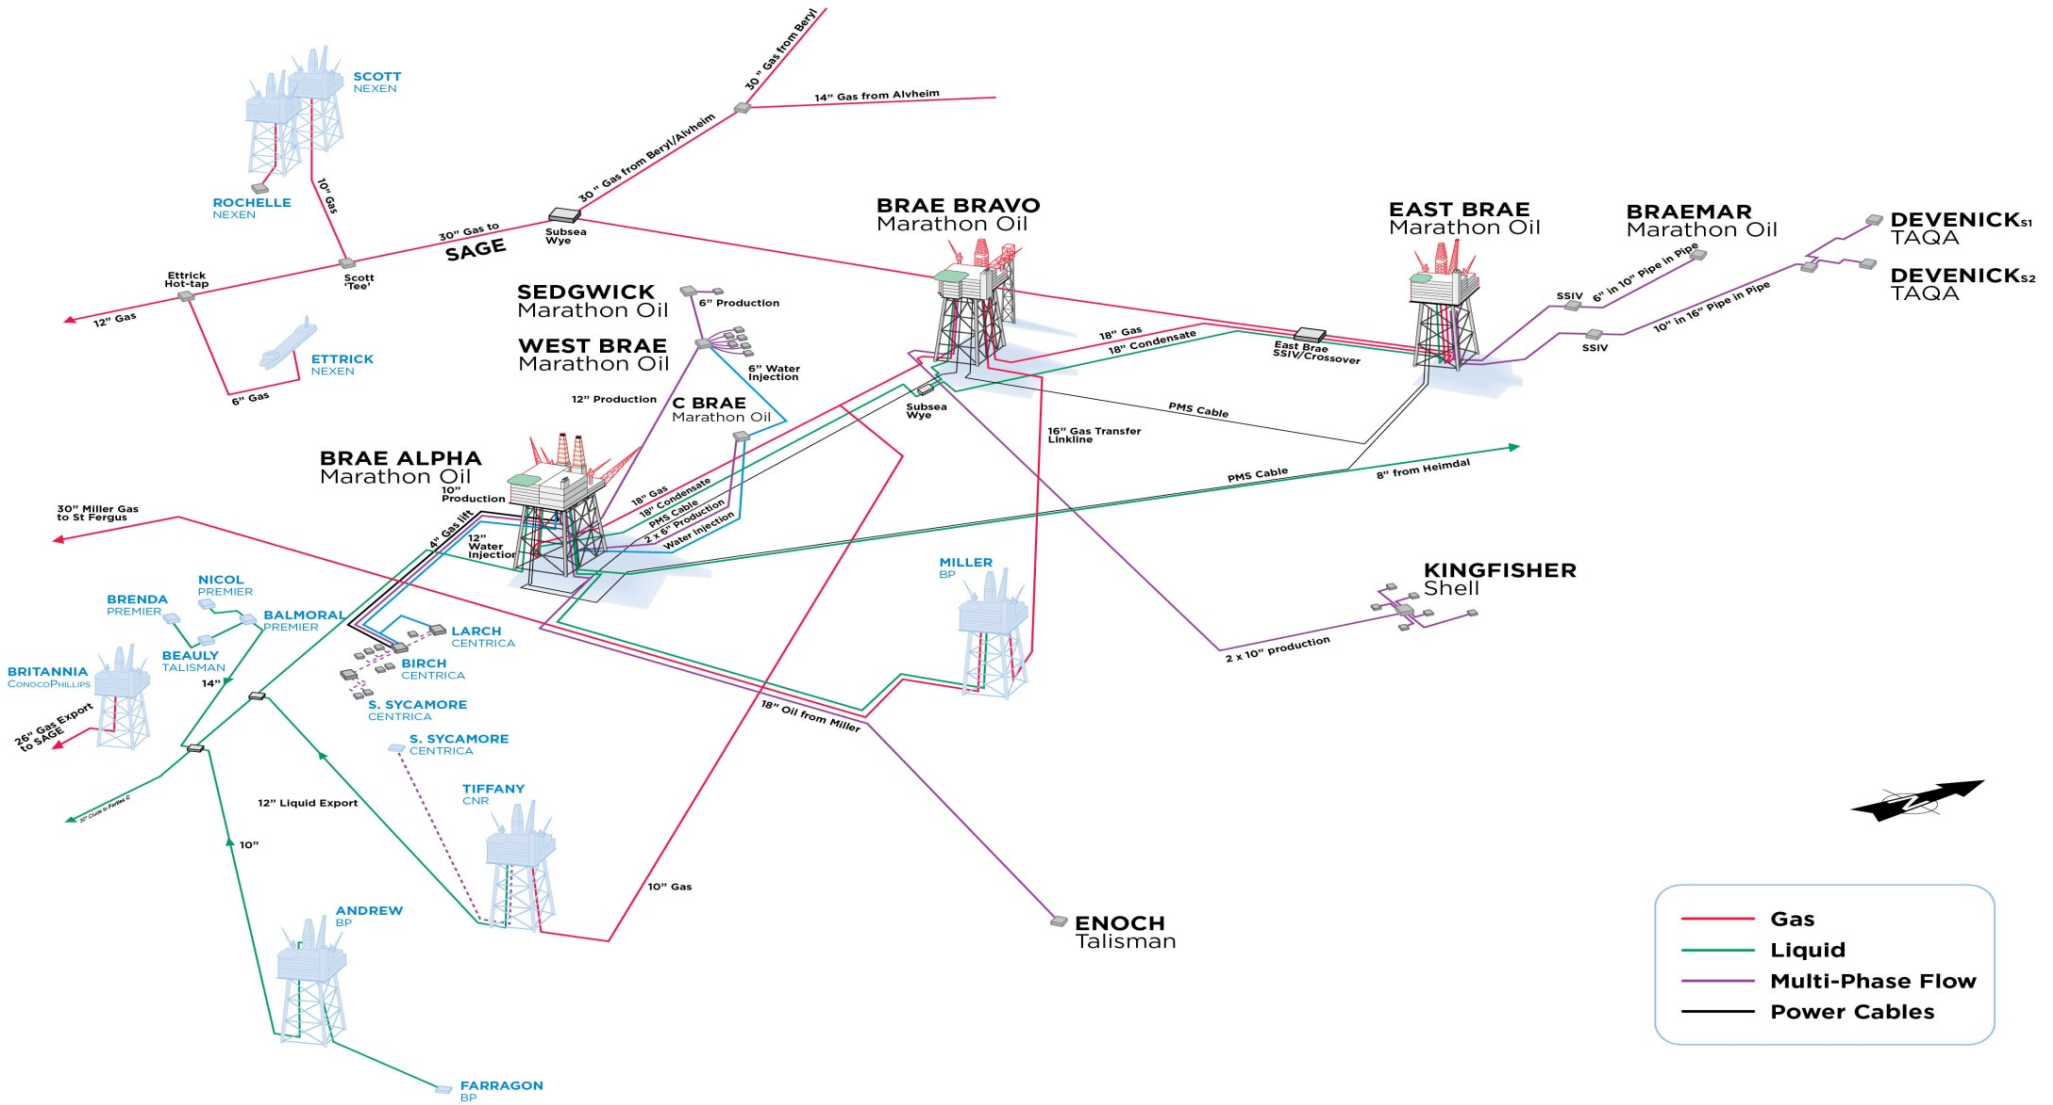 30" Gas from Beryl
14" Gas from Alvheim
30" Gas from Beryl/Alvheim
SCOTT
NEXEN
ROCHELLE
NEXEN
10" Gas
30" Gas to
SAGE
Subsea
Wye
Scott
'Tee'
Ettrick
Hot-tap
12" Gas
ETTRICK
NEXEN
6" Gas
BRAE BRAVO
Marathon Oil
EAST BRAE
Marathon Oil
BRAEMAR
Marathon Oil
DEVENICKS1
TAQA
DEVENICKS2
TAQA
SSIV
6" in 10" Pipe in Pipe
SSIV
10" in 16" Pipe in Pipe
SEDGWICK
Marathon Oil
6" Production
WEST BRAE
Marathon Oil
6" Water
Injection
12" Production
C BRAE
Marathon Oil
18" Gas
18" Condensate
East Brae
SSIV/Crossover
Subsea
Wye
PMS Cable
16" Gas Transfer
Linkline
PMS Cable
8" from Heimdal
BRAE ALPHA
Marathon Oil
10"
Production
4" Gas lift
12"
Water
Injection
18" Gas
18" Condensate
PMS Cable
2 x 6" Production
Water Injection
30" Miller Gas
to St Fergus
MILLER
BP
KINGFISHER
Shell
2 x 10" production
NICOL
PREMIER
BRENDA
PREMIER
BALMORAL
PREMIER
BEAULY
TALISMAN
BRITANNIA
CONOCOPHILLIPS
14"
26" Gas Export
to SAGE
LARCH
CENTRICA
BIRCH
CENTRICA
S. SYCAMORE
CENTRICA
S. SYCAMORE
CENTRICA
18" Oil from Miller
TIFFANY
CNR
12" Liquid Export
30" Crude to Forties C
10"
10" Gas
ANDREW
BP
FARRAGON
BP
ENOCH
Talisman
N
Gas
Liquid
Multi-Phase Flow
Power Cables